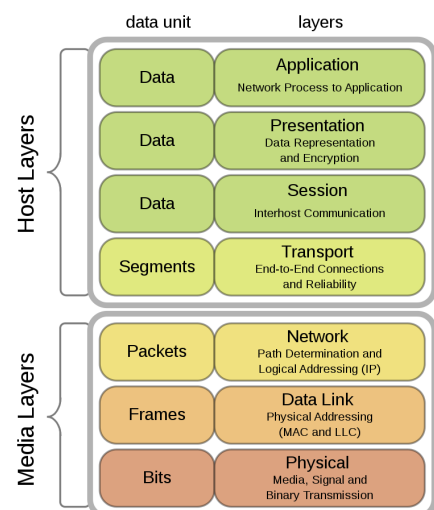 data unit layers
Host Layers
Data
Application
Network Process to Application
Data
Presentation
Data Representation
and Encryption
Data
Session
Interhost Communication
Segments
Transport
End-to-End Connections
and Reliability
Media Layers
Packets
Network
Path Determination and
Logical Addressing (IP)
Frames
Data Link
Physical Addressing
(MAC and LLC)
Bits
Physical
Media, Signal and
Binary Transmission